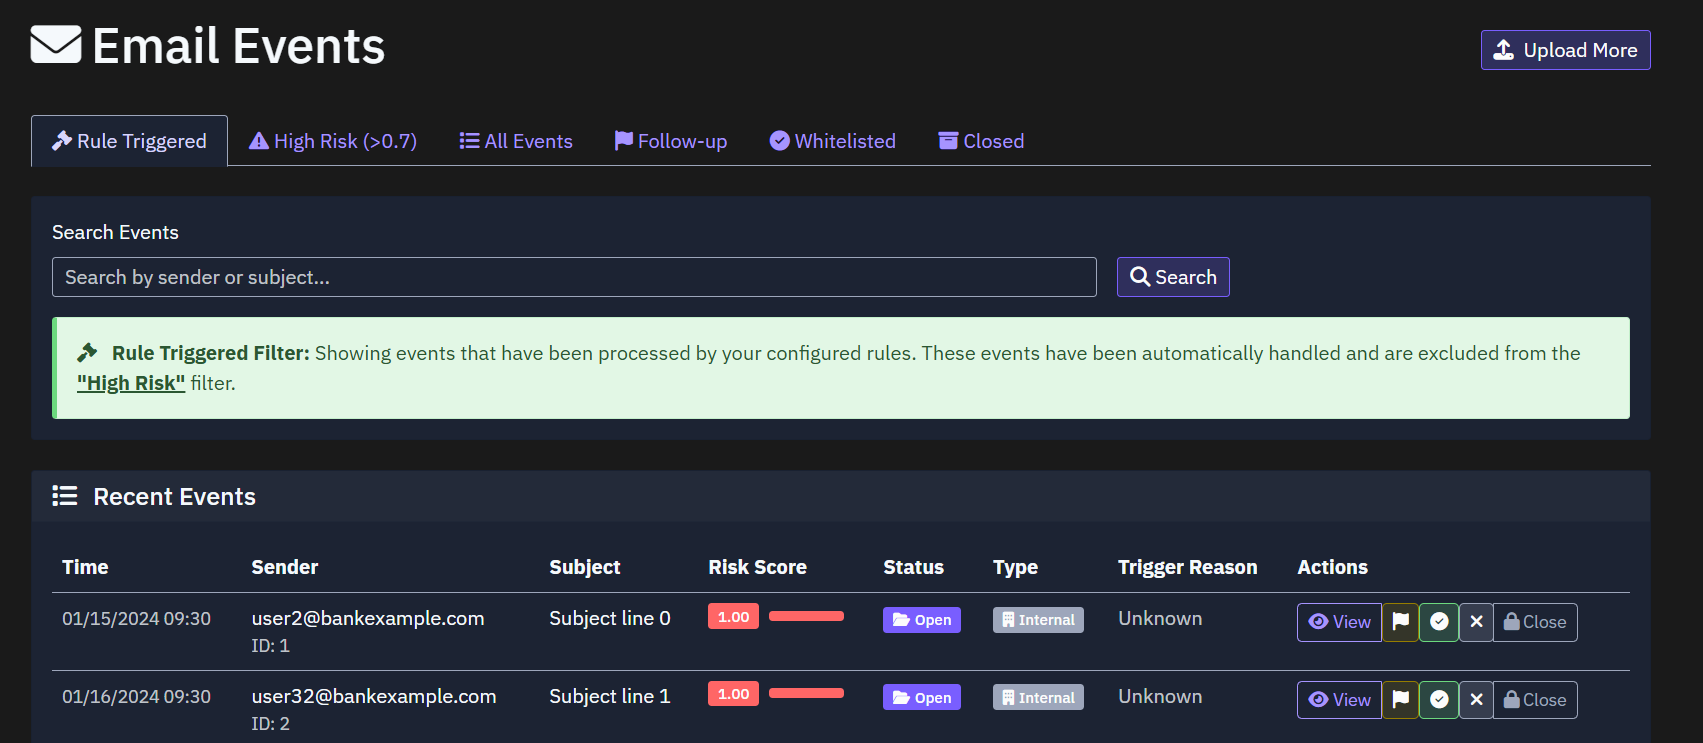 Email Events
Upload More
Rule Triggered
High Risk (>0.7)
All Events
Follow-up
Whitelisted
Closed
Search Events
Search by sender or subject...
Search
Rule Triggered Filter: Showing events that have been processed by your configured rules. These events have been automatically handled and are excluded from the
"High Risk" filter.
Recent Events
Time Sender Subject Risk Score Status Type Trigger Reason Actions
01/15/2024 09:30 user2@bankexample.com Subject line 0 1.00 Open Internal Unknown View Close
ID: 1
01/16/2024 09:30 user32@bankexample.com Subject line 1 1.00 Open Internal Unknown View Close
ID: 2